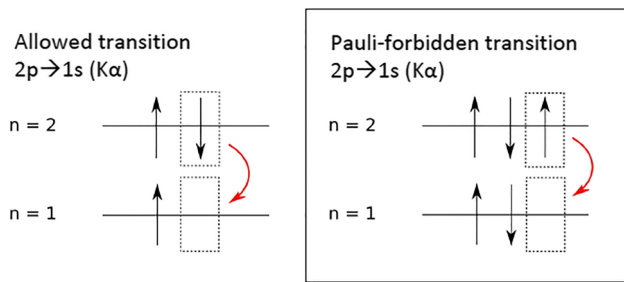 Allowed transition
2p→1s (Kα)
n = 2
n = 1
Pauli-forbidden transition
2p→1s (Kα)
n = 2
n = 1